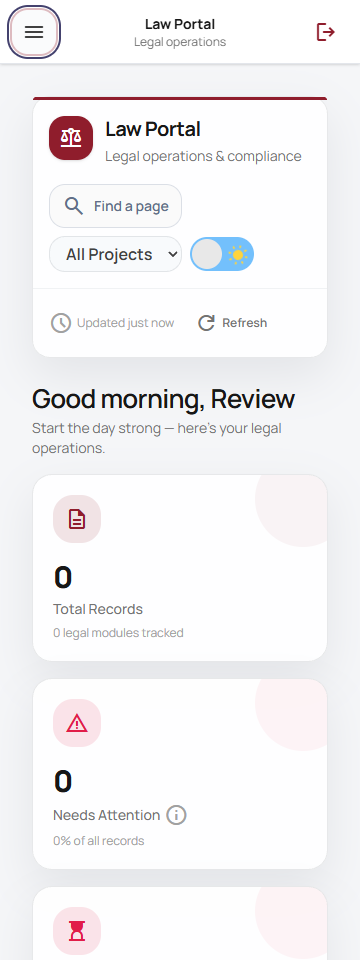 Law Portal
Legal operations
Law Portal
Legal operations & compliance
Find a page
All Projects
Updated just now
Refresh
Good morning, Review
Start the day strong — here's your legal
operations.
0
Total Records
0 legal modules tracked
0
Needs Attention
0% of all records